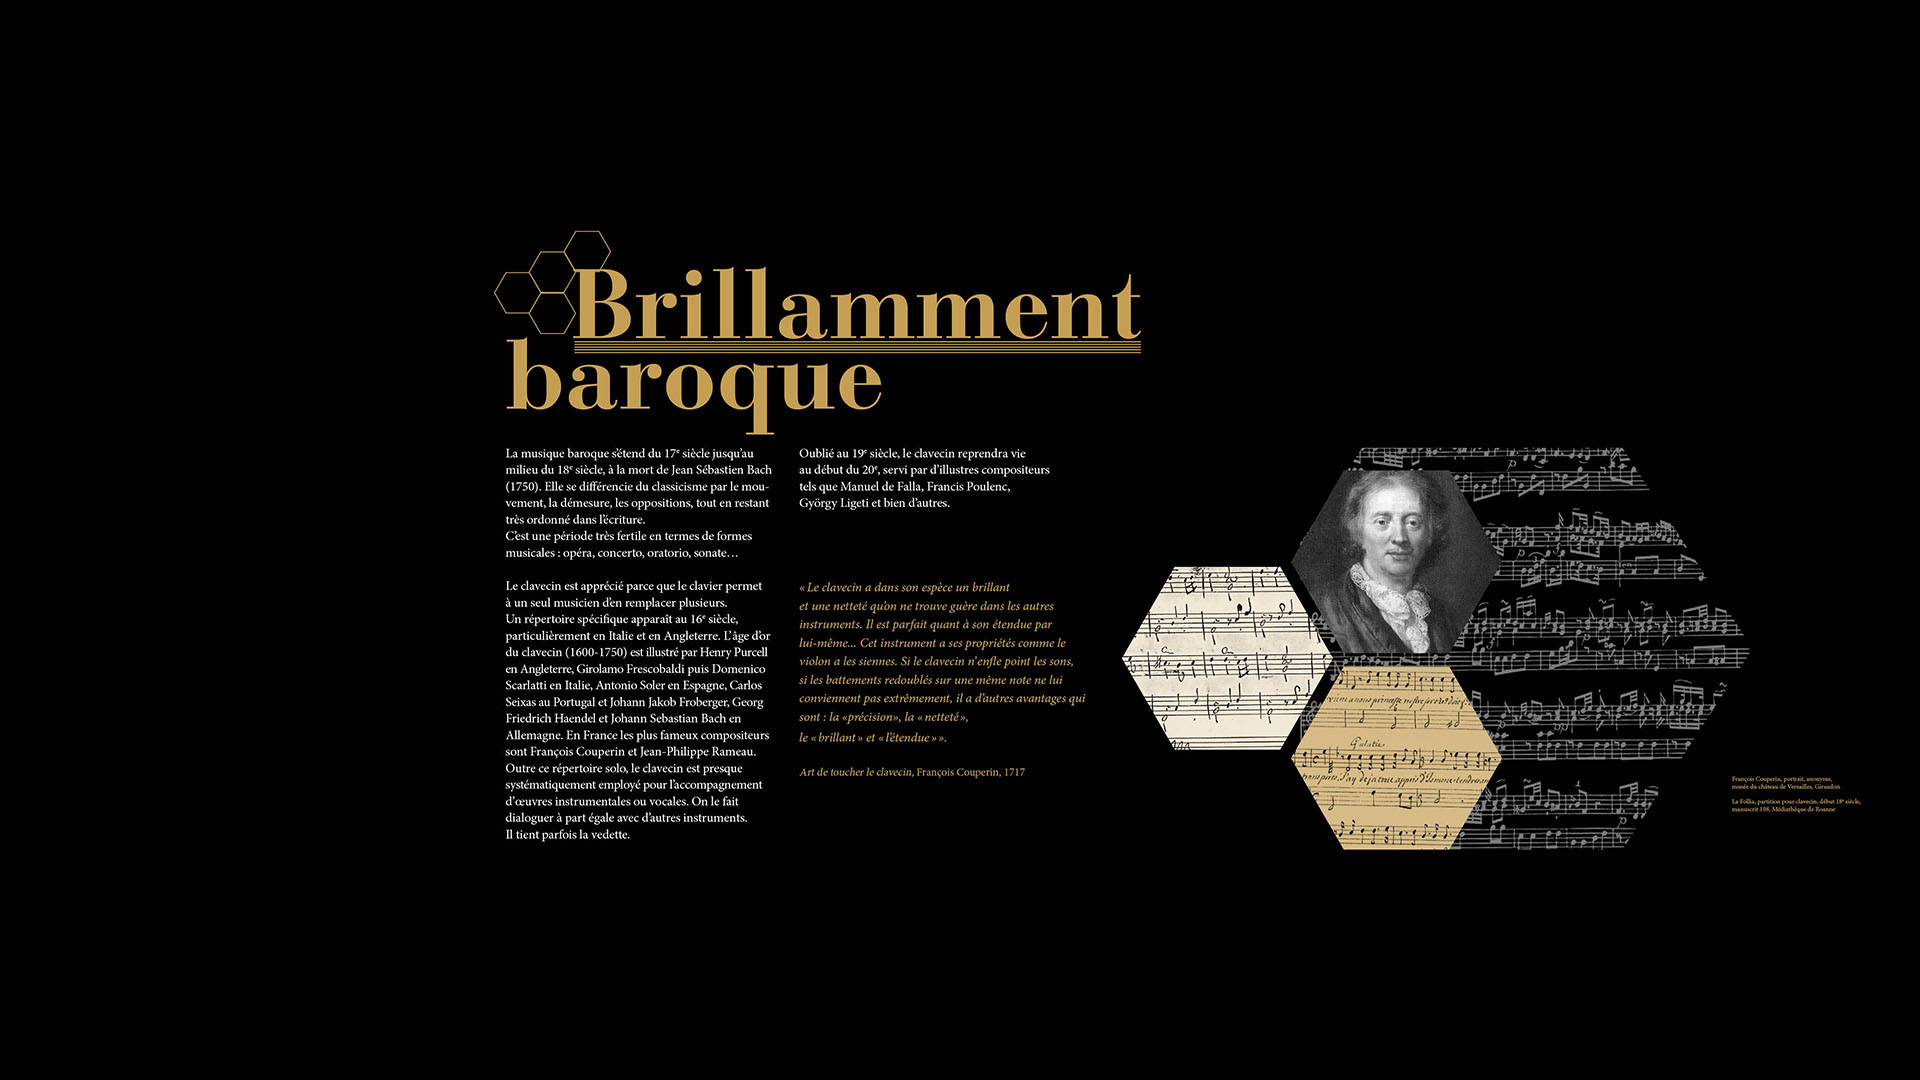 Brillamment
baroque
La musique baroque s'étend du 17e siècle jusqu'au
milieu du 18e siècle, à la mort de Jean Sébastien Bach
(1750). Elle se différencie du classicisme par le mou-
vement, la démesure, les oppositions, tout en restant
très ordonné dans l'écriture.
C'est une période très fertile en termes de formes
musicales : opéra, concerto, oratorio, sonate…
Le clavecin est apprécié parce que le clavier permet
à un seul musicien d'en remplacer plusieurs.
Un répertoire spécifique apparaît au 16e siècle,
particulièrement en Italie et en Angleterre. L'âge d'or
du clavecin (1600-1750) est illustré par Henry Purcell
en Angleterre, Girolamo Frescobaldi puis Domenico
Scarlatti en Italie, Antonio Soler en Espagne, Carlos
Seixas au Portugal et Johann Jakob Froberger, Georg
Friedrich Haendel et Johann Sebastian Bach en
Allemagne. En France les plus fameux compositeurs
sont François Couperin et Jean-Philippe Rameau.
Outre ce répertoire solo, le clavecin est presque
systématiquement employé pour l'accompagnement
d'œuvres instrumentales ou vocales. On le fait
dialoguer à part égale avec d'autres instruments.
Il tient parfois la vedette.
Oublié au 19e siècle, le clavecin reprendra vie
au début du 20e, servi par d'illustres compositeurs
tels que Manuel de Falla, Francis Poulenc,
György Ligeti et bien d'autres.
« Le clavecin a dans son espèce un brillant
et une netteté qu'on ne trouve guère dans les autres
instruments. Il est parfait quant à son étendue par
lui-même... Cet instrument a ses propriétés comme le
violon a les siennes. Si le clavecin n'enfle point les sons,
si les battements redoublés sur une même note ne lui
conviennent pas extrêmement, il a d'autres avantages qui
sont : la «précision», la « netteté»,
le « brillant » et « l'étendue » ».
Art de toucher le clavecin, François Couperin, 1717
Galatée
François Couperin, portrait, anonyme,
musée du château de Versailles, Giraudon
La Follia, partition pour clavecin, début 18e siècle,
manuscrit 108, Médiathèque de Roanne